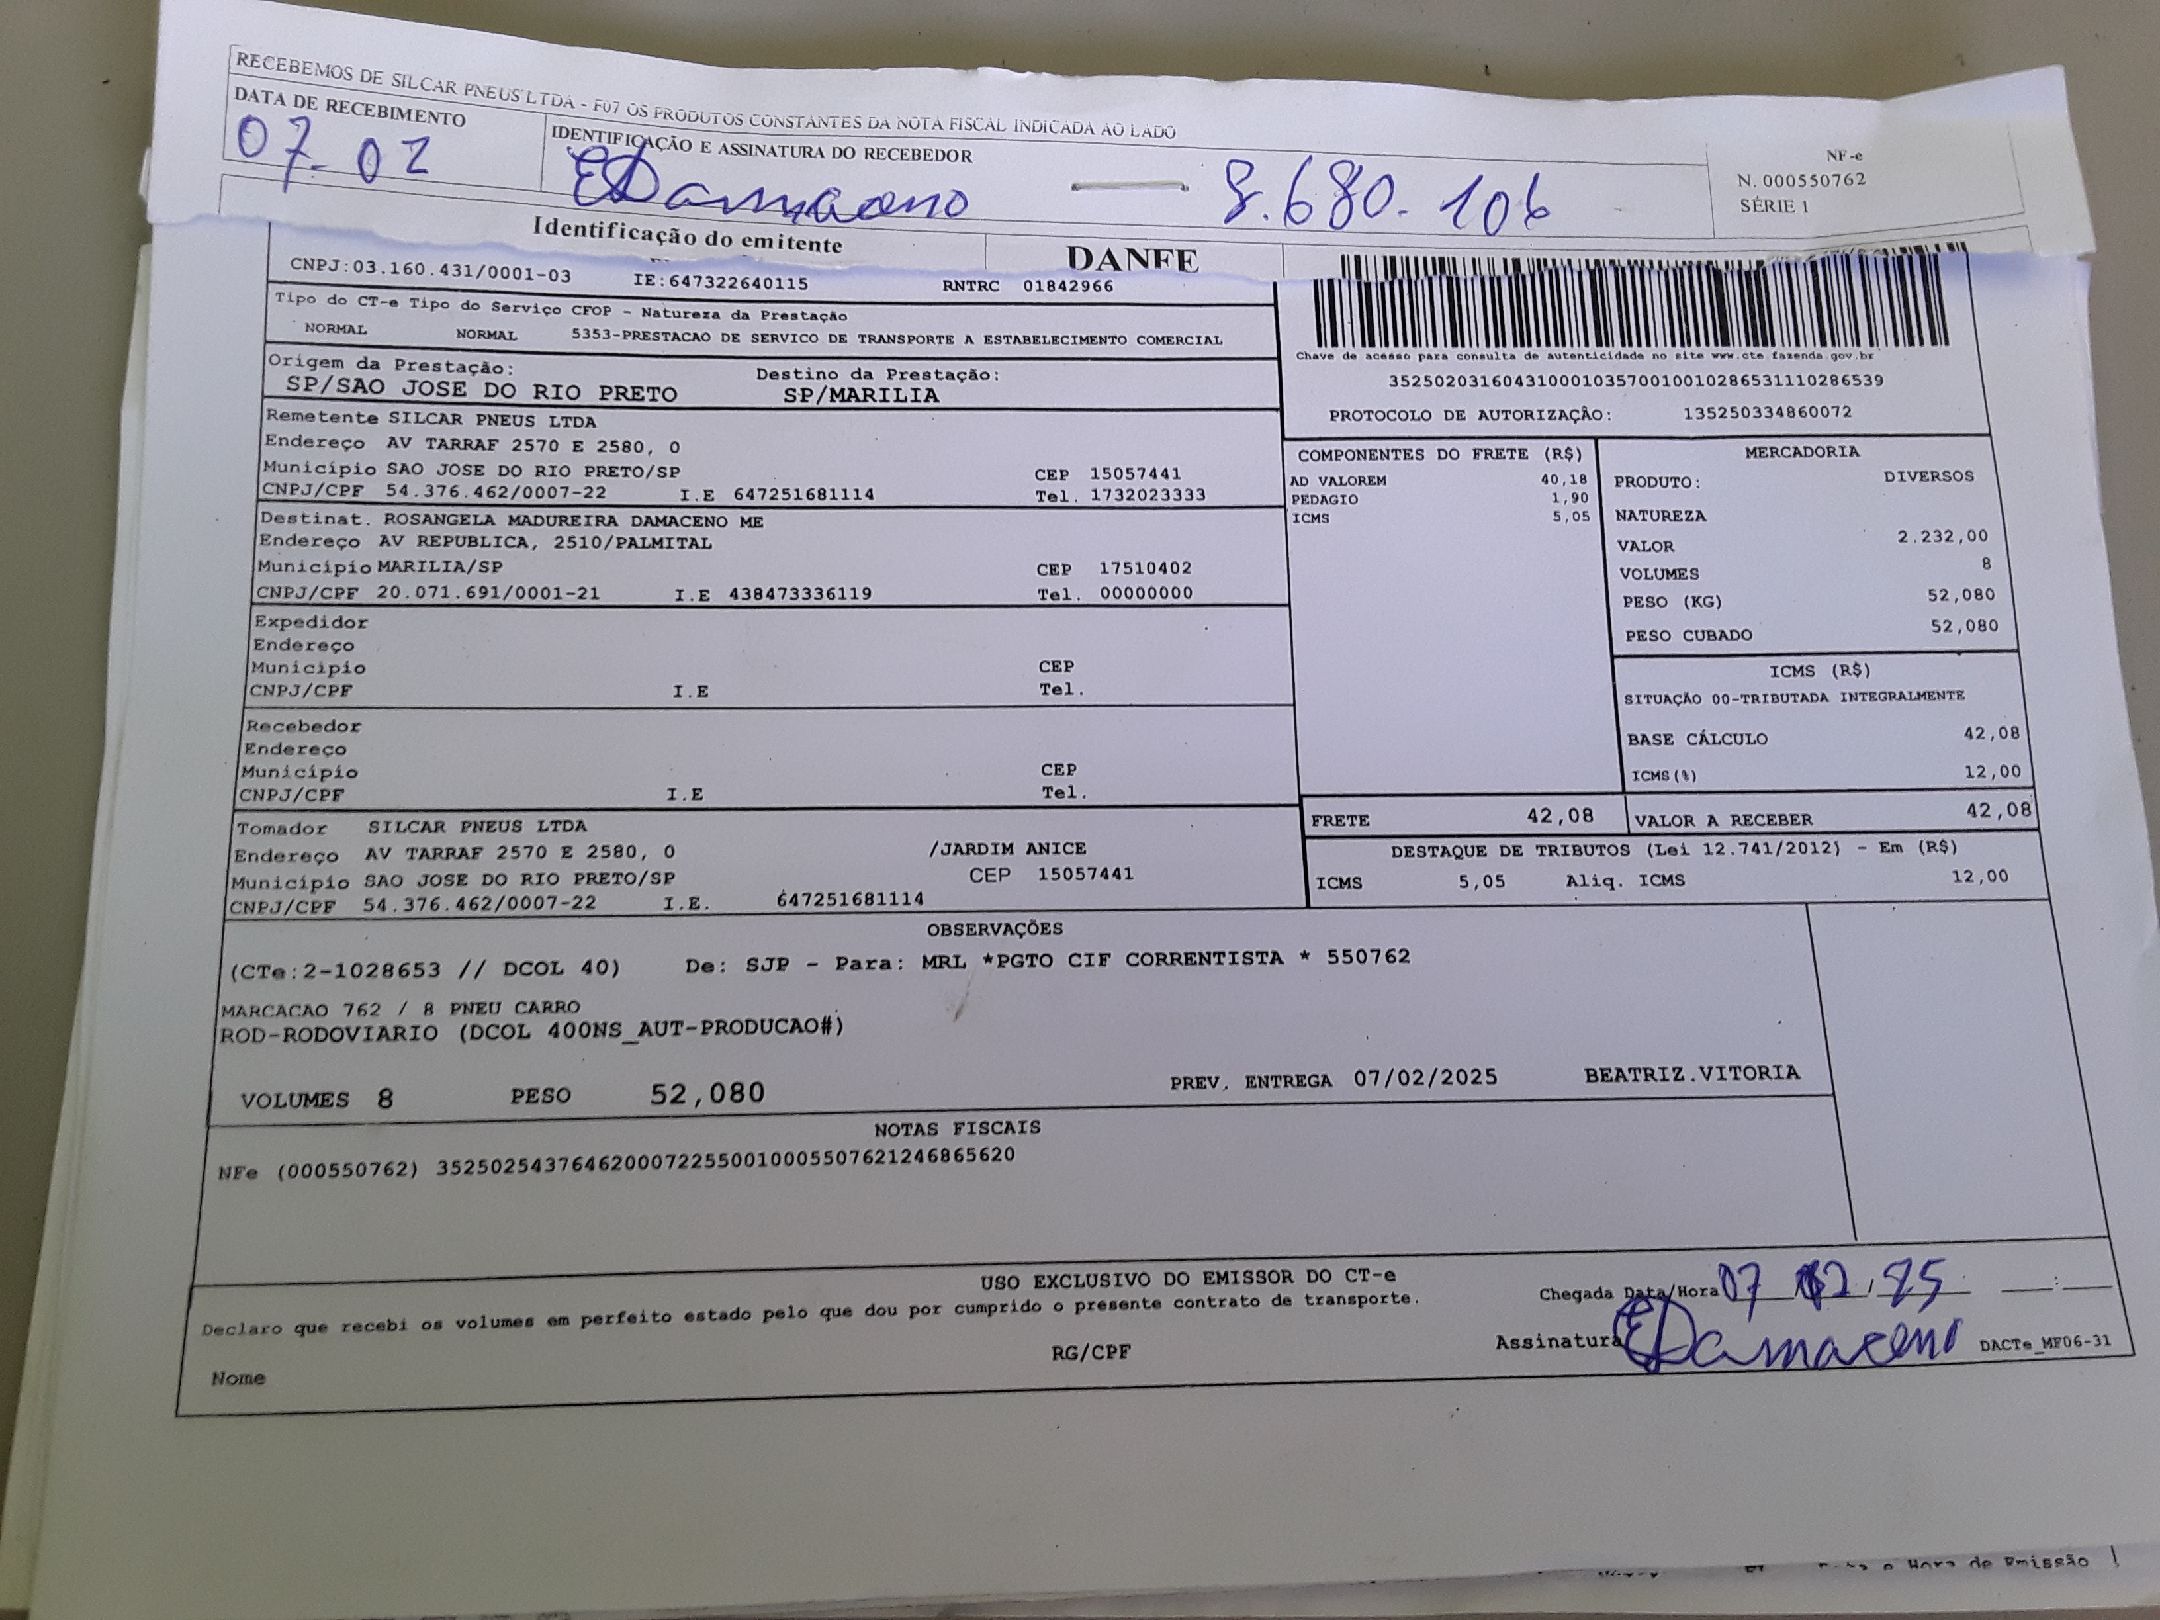 RECEBEMOS DE SILCAR PNEUS LTDA - F07 OS PRODUTOS CONSTANTES DA NOTA FISCAL INDICADA AO LADO
DATA DE RECEBIMENTO
07-02
IDENTIFICAÇÃO E ASSINATURA DO RECEBEDOR
EDamaceno — 8.680.106
NF-e
N. 000550762
SÉRIE 1
Identificação do emitente
DANFE
CNPJ:03.160.431/0001-03 IE:647322640115 RNTRC 01842966
Tipo do CT-e Tipo do Serviço CFOP - Natureza da Prestação
NORMAL NORMAL 5353-PRESTACAO DE SERVICO DE TRANSPORTE A ESTABELECIMENTO COMERCIAL
Chave de acesso para consulta de autenticidade no site www.cte.fazenda.gov.br
35250203160431000103570010010286531110286539
PROTOCOLO DE AUTORIZAÇÃO: 135250334860072
Origem da Prestação: Destino da Prestação:
SP/SAO JOSE DO RIO PRETO SP/MARILIA
Remetente SILCAR PNEUS LTDA
Endereço AV TARRAF 2570 E 2580, 0
Município SAO JOSE DO RIO PRETO/SP CEP 15057441
CNPJ/CPF 54.376.462/0007-22 I.E 647251681114 Tel. 1732023333
Destinat. ROSANGELA MADUREIRA DAMACENO ME
Endereço AV REPUBLICA, 2510/PALMITAL
Município MARILIA/SP CEP 17510402
CNPJ/CPF 20.071.691/0001-21 I.E 438473336119 Tel. 00000000
Expedidor
Endereço
Município CEP
CNPJ/CPF I.E Tel.
Recebedor
Endereço
Município CEP
CNPJ/CPF I.E Tel.
Tomador SILCAR PNEUS LTDA
Endereço AV TARRAF 2570 E 2580, 0 /JARDIM ANICE
Município SAO JOSE DO RIO PRETO/SP CEP 15057441
CNPJ/CPF 54.376.462/0007-22 I.E. 647251681114
COMPONENTES DO FRETE (R$)
AD VALOREM 40,18
PEDAGIO 1,90
ICMS 5,05
MERCADORIA
PRODUTO: DIVERSOS
NATUREZA
VALOR 2.232,00
VOLUMES 8
PESO (KG) 52,080
PESO CUBADO 52,080
ICMS (R$)
SITUAÇÃO 00-TRIBUTADA INTEGRALMENTE
BASE CÁLCULO 42,08
ICMS(%) 12,00
FRETE 42,08 VALOR A RECEBER 42,08
DESTAQUE DE TRIBUTOS (Lei 12.741/2012) - Em (R$)
ICMS 5,05 Aliq. ICMS 12,00
OBSERVAÇÕES
(CTe:2-1028653 // DCOL 40) De: SJP - Para: MRL *PGTO CIF CORRENTISTA * 550762
MARCACAO 762 / 8 PNEU CARRO
ROD-RODOVIARIO (DCOL 400NS_AUT-PRODUCAO#)
VOLUMES 8 PESO 52,080 PREV. ENTREGA 07/02/2025 BEATRIZ.VITORIA
NOTAS FISCAIS
NFe (000550762) 35250254376462000722550010005507621246865620
USO EXCLUSIVO DO EMISSOR DO CT-e
Declaro que recebi os volumes em perfeito estado pelo que dou por cumprido o presente contrato de transporte.
Chegada Data/Hora 07 02 / 25 __:__
Nome RG/CPF Assinatura EDamaceno DACTe_MF06-31
Hora de Emissão